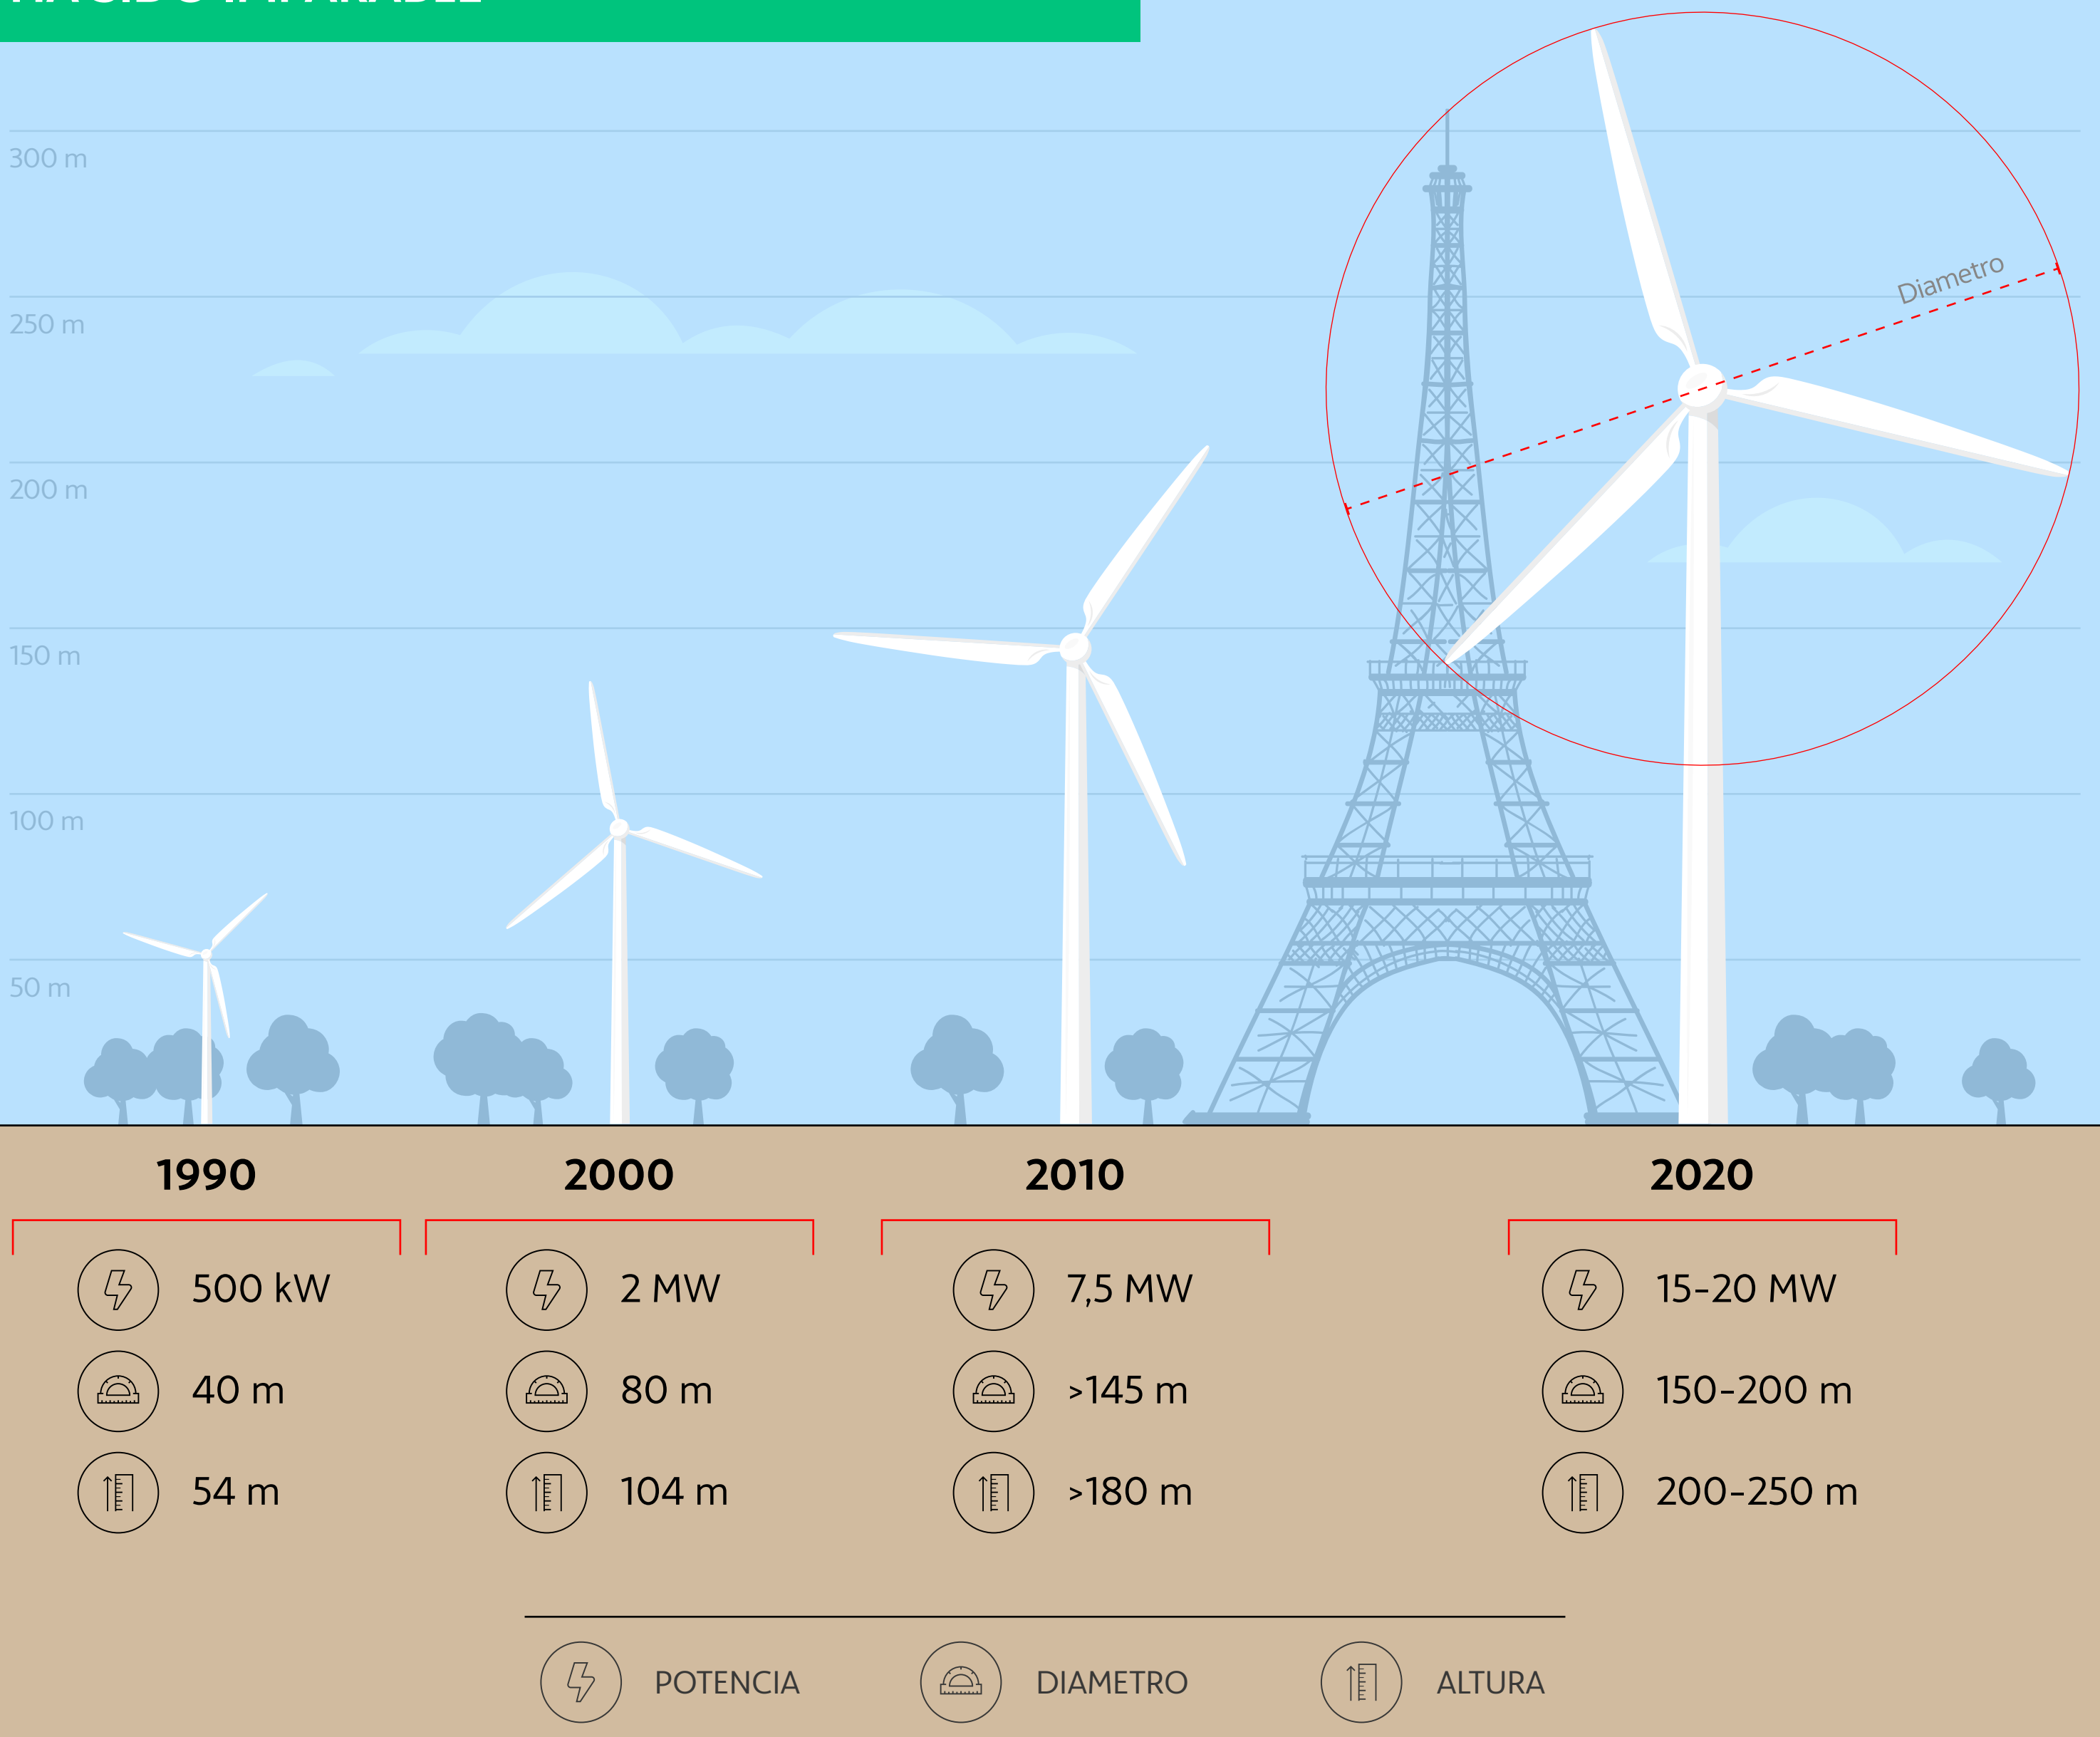 300 m
250 m
Diametro
200 m
150 m
100 m
50 m
1990 2000 2010 2020
500 kW 2 MW 7,5 MW 15-20 MW
40 m 80 m >145 m 150-200 m
54 m 104 m >180 m 200-250 m
POTENCIA DIAMETRO ALTURA